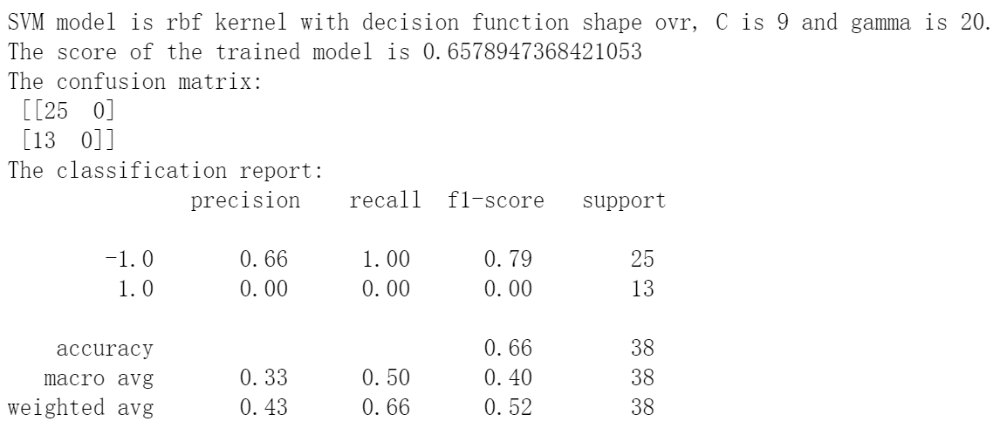 SVM model is rbf kernel with decision function shape ovr, C is 9 and gamma is 20.
The score of the trained model is 0.6578947368421053
The confusion matrix:
[[25  0]
[13  0]]
The classification report:
precision    recall  f1-score   support
-1.0       0.66      1.00      0.79        25
1.0       0.00      0.00      0.00        13
accuracy                           0.66        38
macro avg       0.33      0.50      0.40        38
weighted avg       0.43      0.66      0.52        38